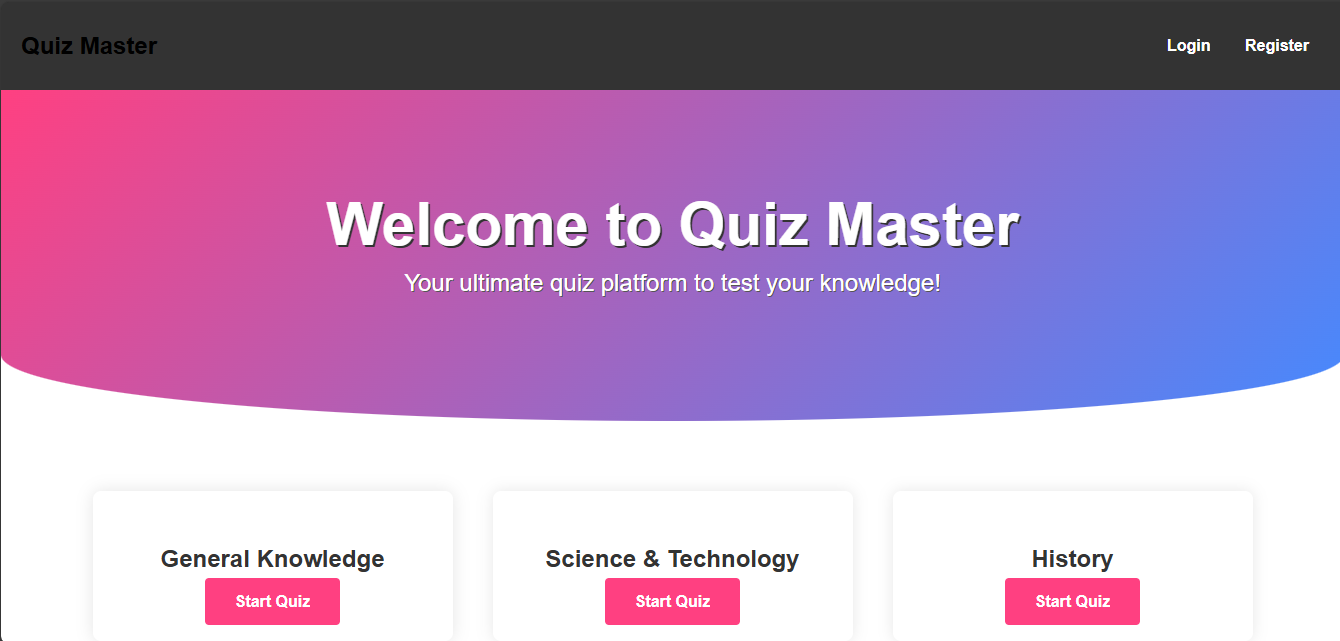 Quiz Master
Login Register
Welcome to Quiz Master
Your ultimate quiz platform to test your knowledge!
General Knowledge Science & Technology History
Start Quiz Start Quiz Start Quiz